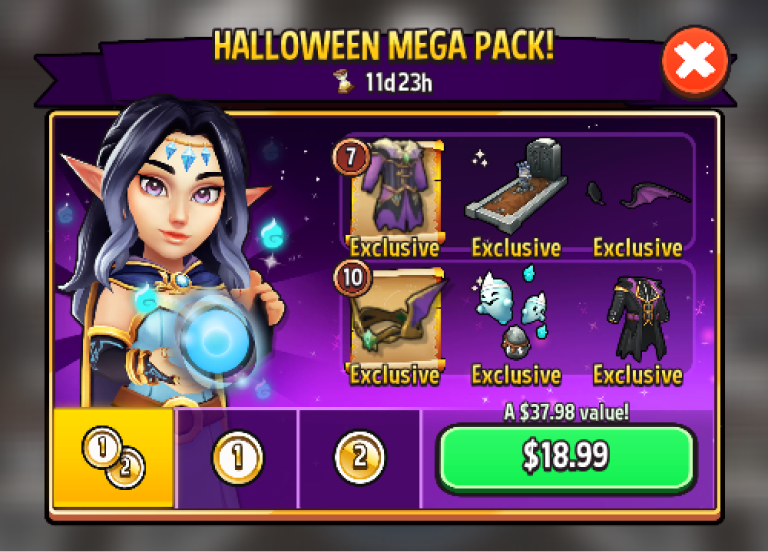 HALLOWEEN MEGA PACK!
11d23h
7
Exclusive Exclusive Exclusive
10
Exclusive Exclusive Exclusive
A $37.98 value!
1 2 1 2 $18.99